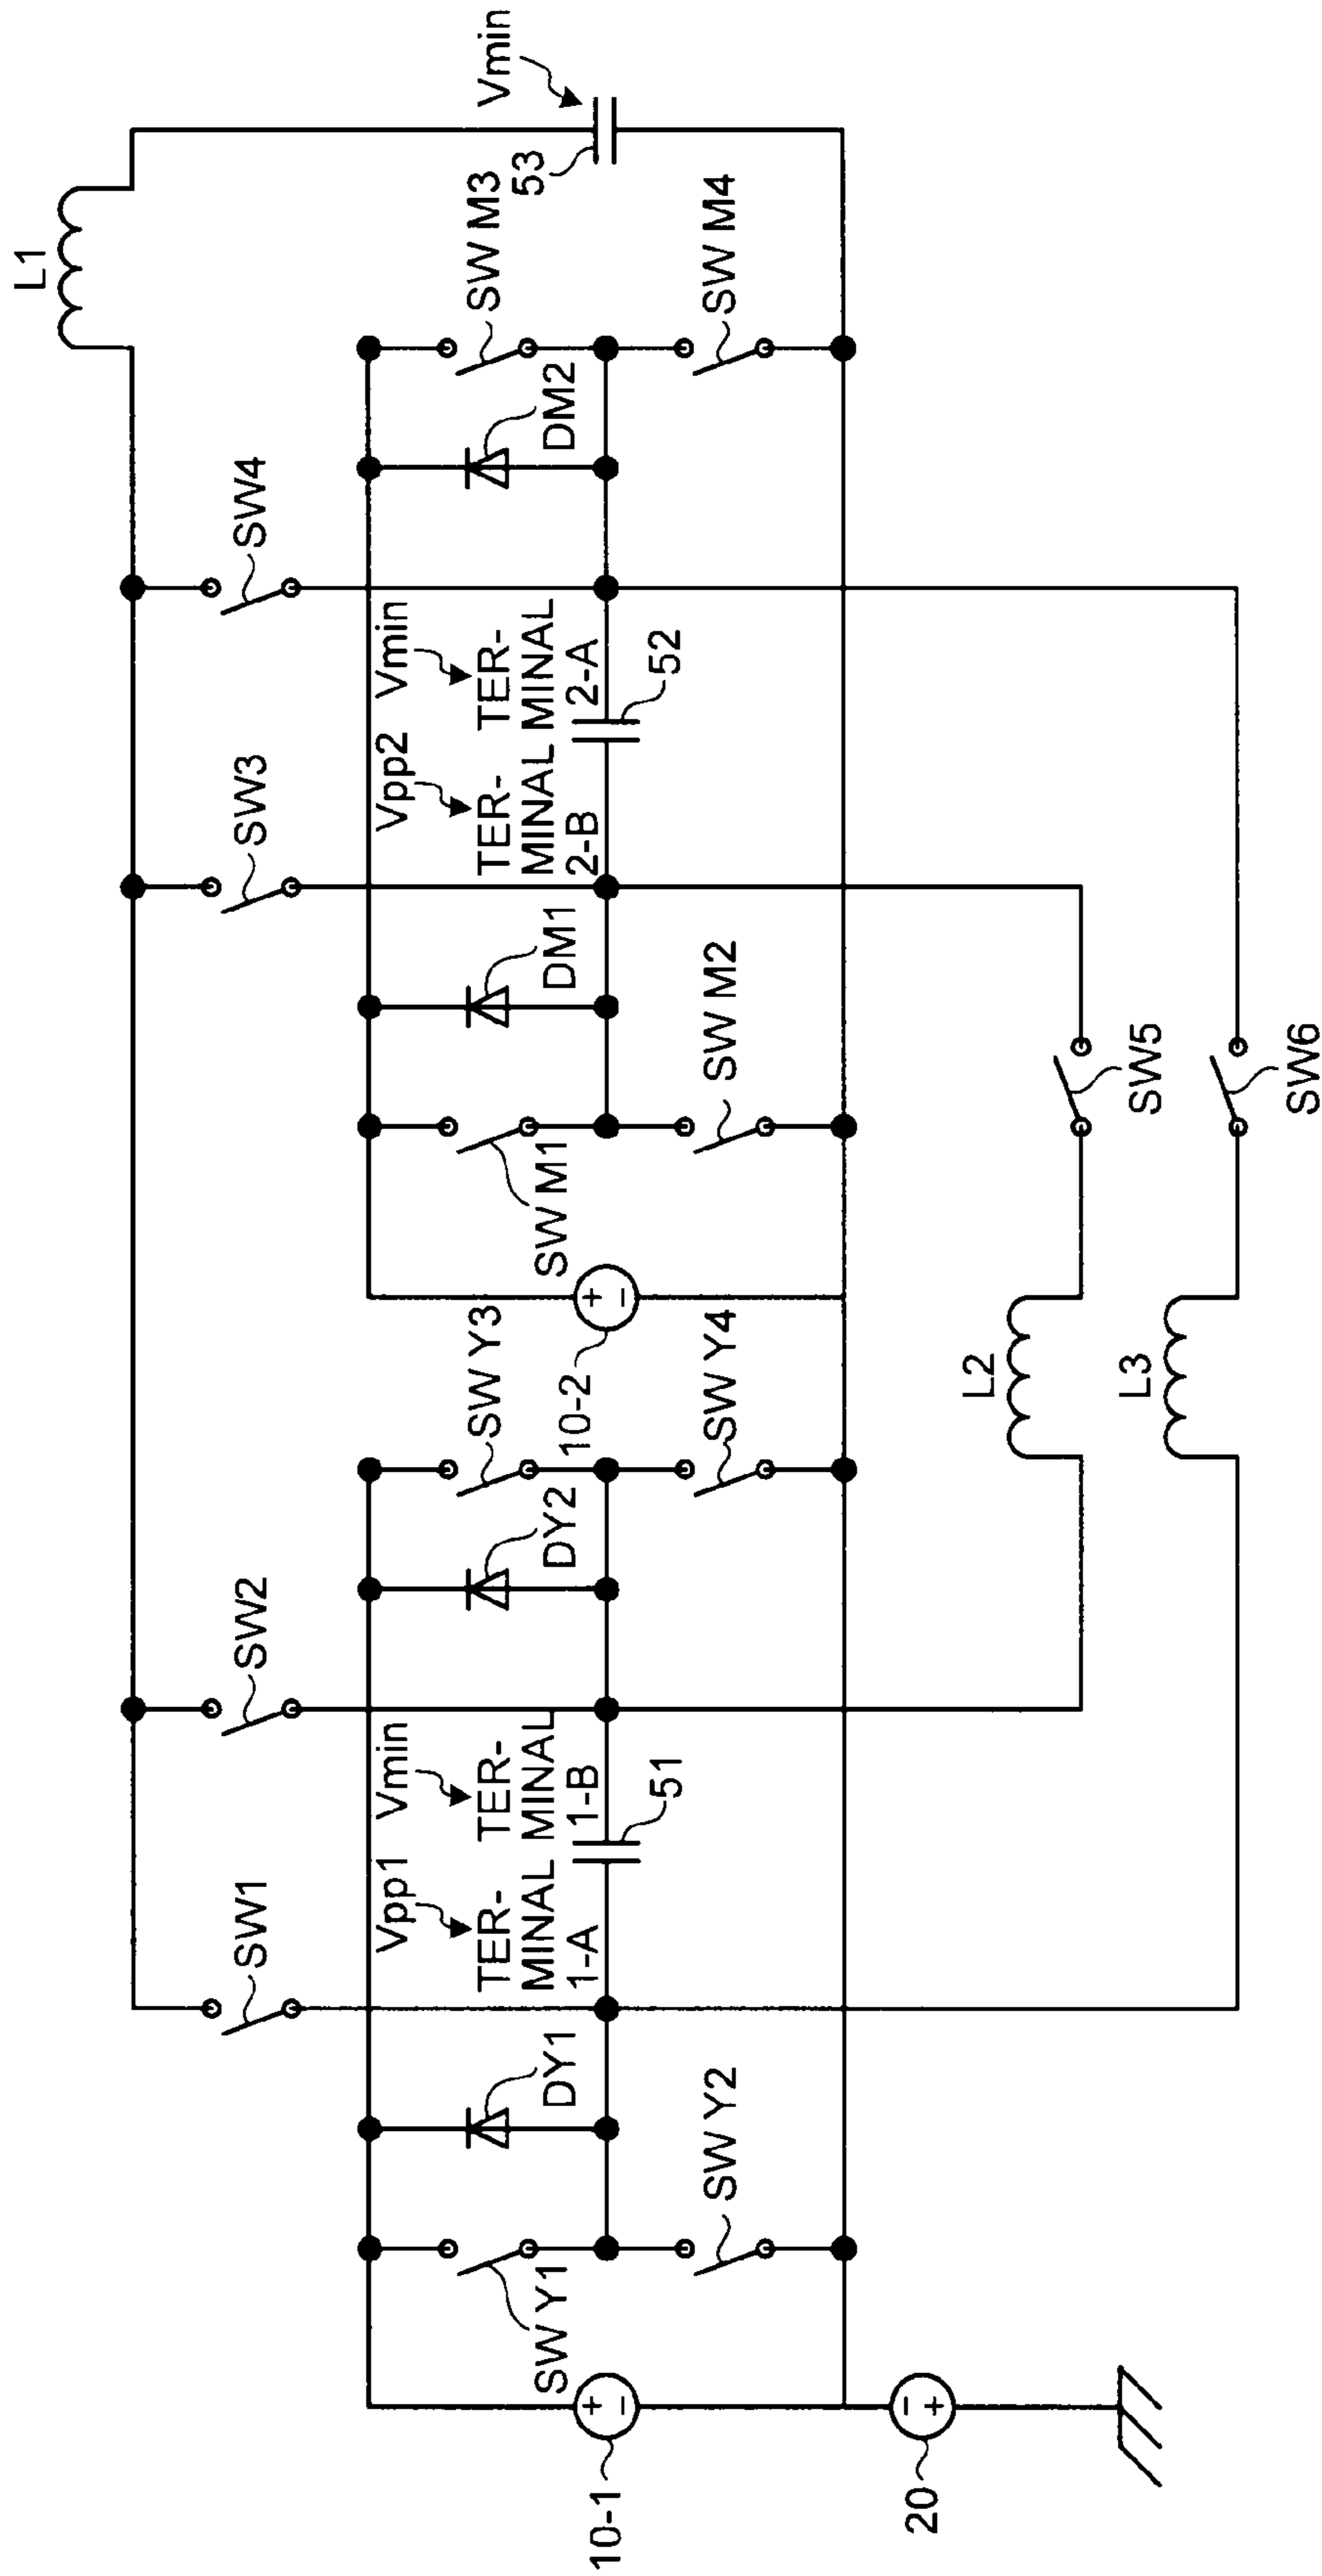 L1
SW1
SW2
SW3
SW4
Vpp1
Vmin
Vpp2
Vmin
Vmin
TER-
MINAL
1-A
TER-
MINAL
1-B
TER-
MINAL
2-B
TER-
MINAL
2-A
53
SW Y1
DY1
DY2
SW Y3
SW M1
DM1
DM2
SW M3
10-1
+
−
51
10-2
+
−
52
SW Y2
SW Y4
SW M2
SW M4
20
−
+
L2
SW5
L3
SW6